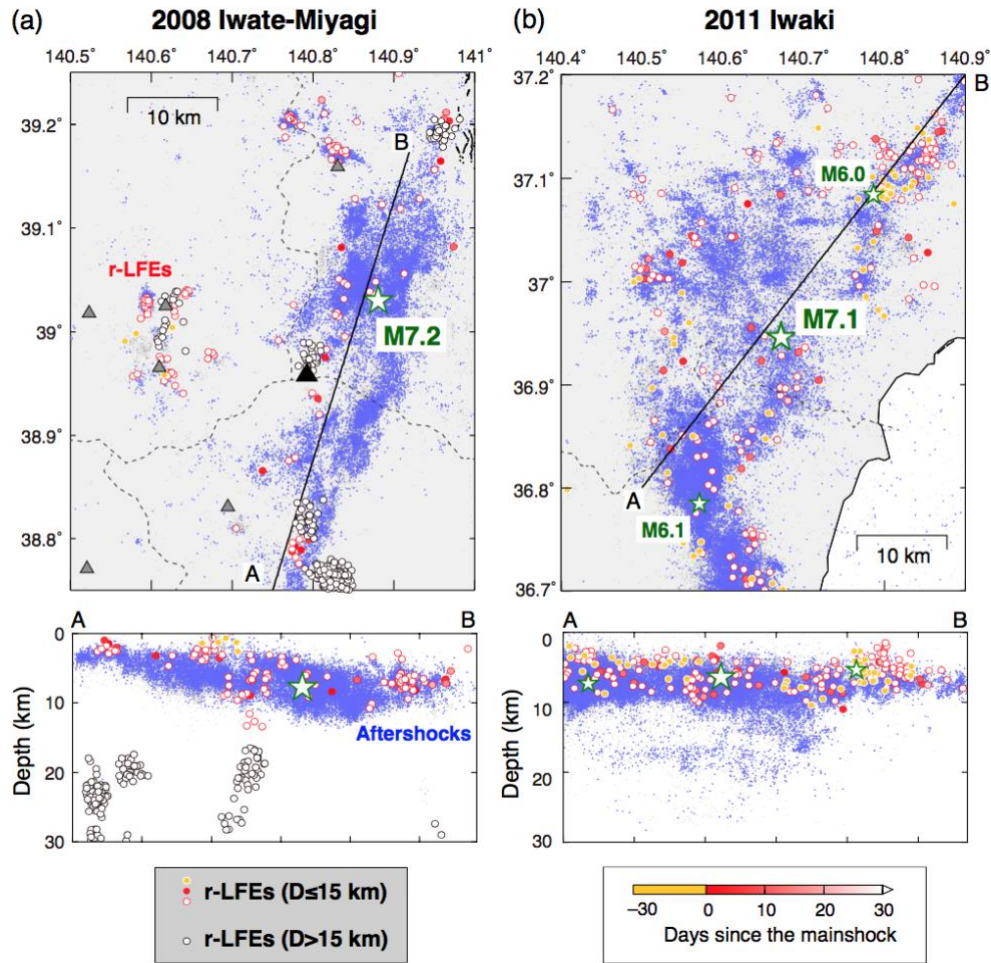 (a) 2008 Iwate-Miyagi
140.5° 140.6° 140.7° 140.8° 140.9° 141°
10 km
39.2°
39.1°
39°
38.9°
38.8°
B
r-LFEs
M7.2
A
A B
0
10
20
30
Depth (km)
Aftershocks
r-LFEs (D≤15 km)
r-LFEs (D>15 km)
(b) 2011 Iwaki
140.4° 140.5° 140.6° 140.7° 140.8° 140.9°
37.2°
37.1°
37°
36.9°
36.8°
36.7°
B
M6.0
M7.1
A
M6.1
10 km
A B
0
10
20
30
Depth (km)
−30 0 10 20 30
Days since the mainshock